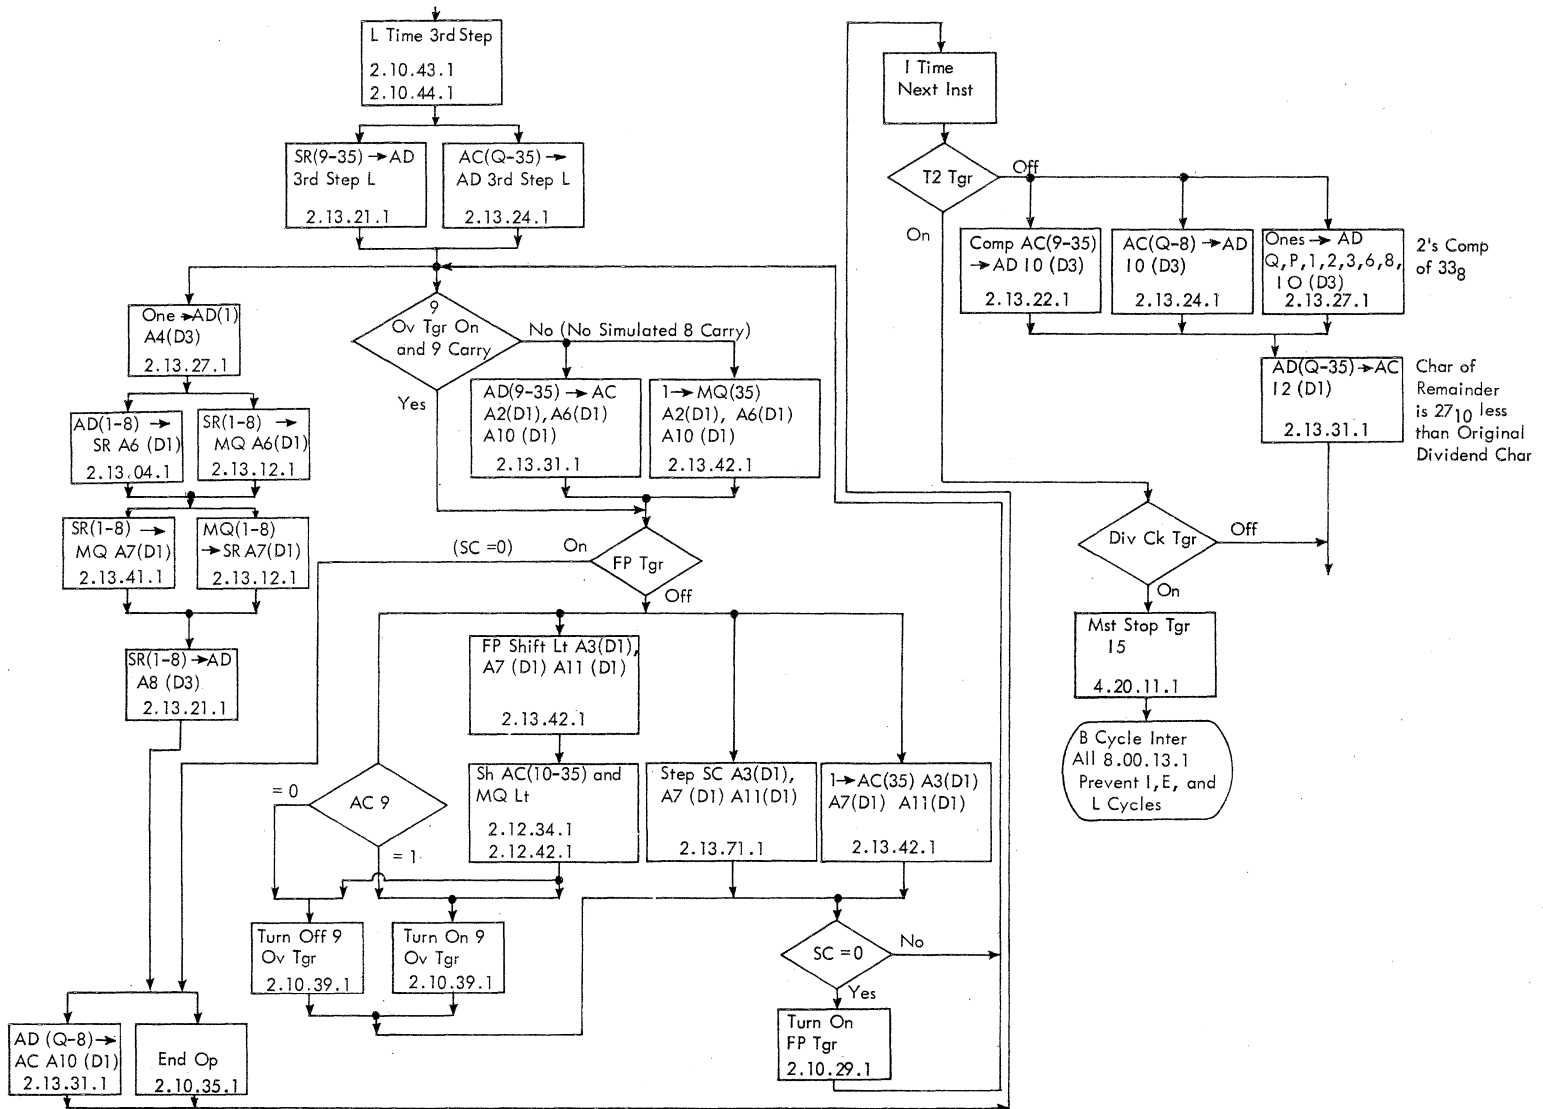 L Time 3rd Step
2.10.43.1
2.10.44.1
SR(9-35)→AD
3rd Step L
2.13.21.1
AC(Q-35)→
AD 3rd Step L
2.13.24.1
One→AD(1)
A4(D3)
2.13.27.1
AD(1-8)→
SR A6 (D1)
2.13.04.1
SR(1-8) →
MQ A6(D1)
2.13.12.1
SR(1-8) →
MQ A7(D1)
2.13.41.1
MQ(1-8)
→SR A7(D1)
2.13.12.1
SR(1-8)→AD
A8 (D3)
2.13.21.1
9
Ov Tgr On
and 9 Carry
No (No Simulated 8 Carry)
Yes
AD(9-35)→AC
A2(D1), A6(D1)
A10 (D1)
2.13.31.1
1→MQ(35)
A2(D1), A6(D1)
A10 (D1)
2.13.42.1
(SC =0)
On
FP Tgr
Off
FP Shift Lt A3(D1),
A7 (D1) A11 (D1)
2.13.42.1
Sh AC(10-35) and
MQ Lt
2.12.34.1
2.12.42.1
Step SC A3(D1),
A7 (D1) A11(D1)
2.13.71.1
1→AC(35) A3(D1)
A7(D1) A11(D1)
2.13.42.1
= 0
AC 9
= 1
Turn Off 9
Ov Tgr
2.10.39.1
Turn On 9
Ov Tgr
2.10.39.1
SC =0
No
Yes
Turn On
FP Tgr
2.10.29.1
AD (Q-8)→
AC A10 (D1)
2.13.31.1
End Op
2.10.35.1
I Time
Next Inst
T2 Tgr
Off
On
Comp AC(9-35)
→AD I0 (D3)
2.13.22.1
AC(Q-8)→AD
I0 (D3)
2.13.24.1
Ones→AD
Q,P,1,2,3,6,8,
I0 (D3)
2.13.27.1
2's Comp
of 33₈
AD(Q-35)→AC
I2 (D1)
2.13.31.1
Char of
Remainder
is 27₁₀ less
than Original
Dividend Char
Div Ck Tgr
Off
On
Mst Stop Tgr
I5
4.20.11.1
B Cycle Inter
All 8.00.13.1
Prevent I,E, and
L Cycles